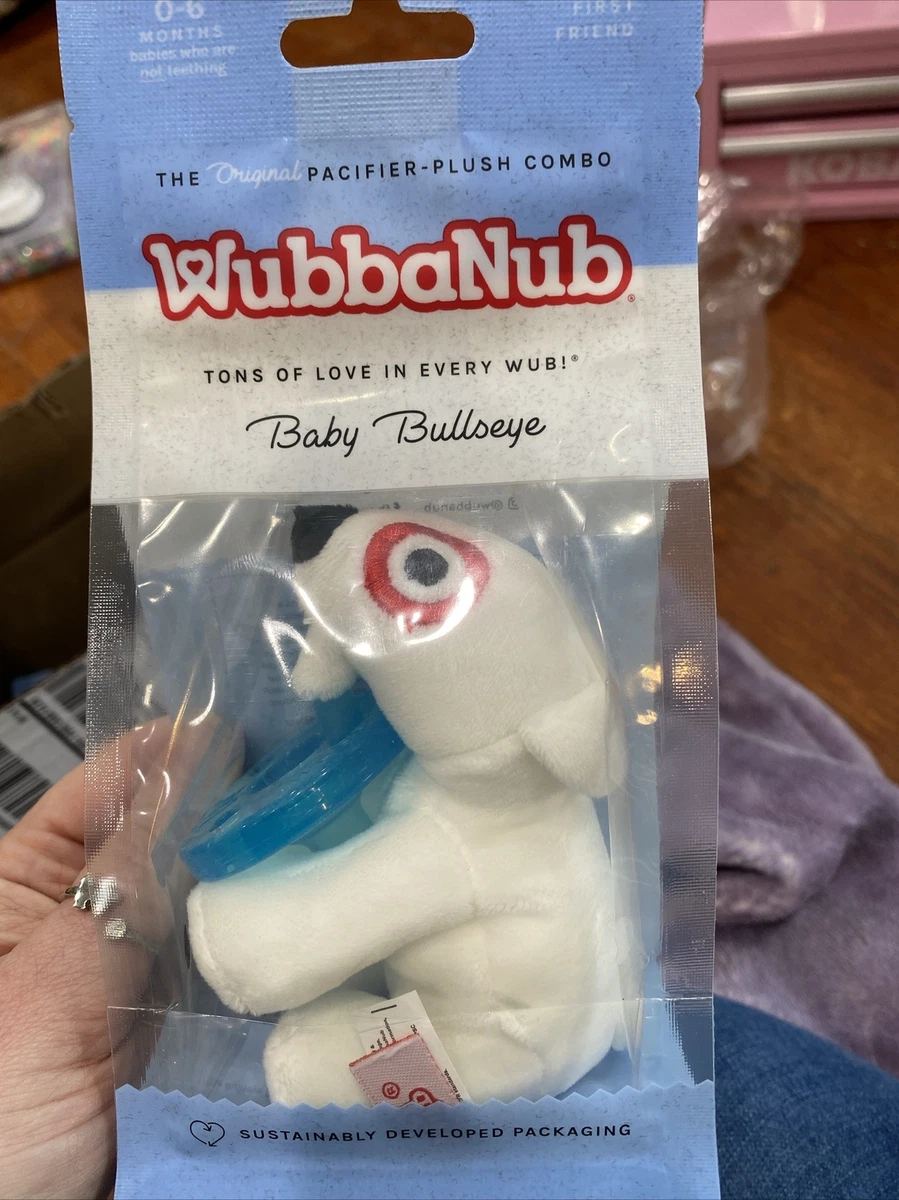 0-6
MONTHS
babies who are
not teething
FIRST
FRIEND
THE Original PACIFIER-PLUSH COMBO
WubbaNub®
TONS OF LOVE IN EVERY WUB!®
Baby Bullseye
@wubbanub
SUSTAINABLY DEVELOPED PACKAGING